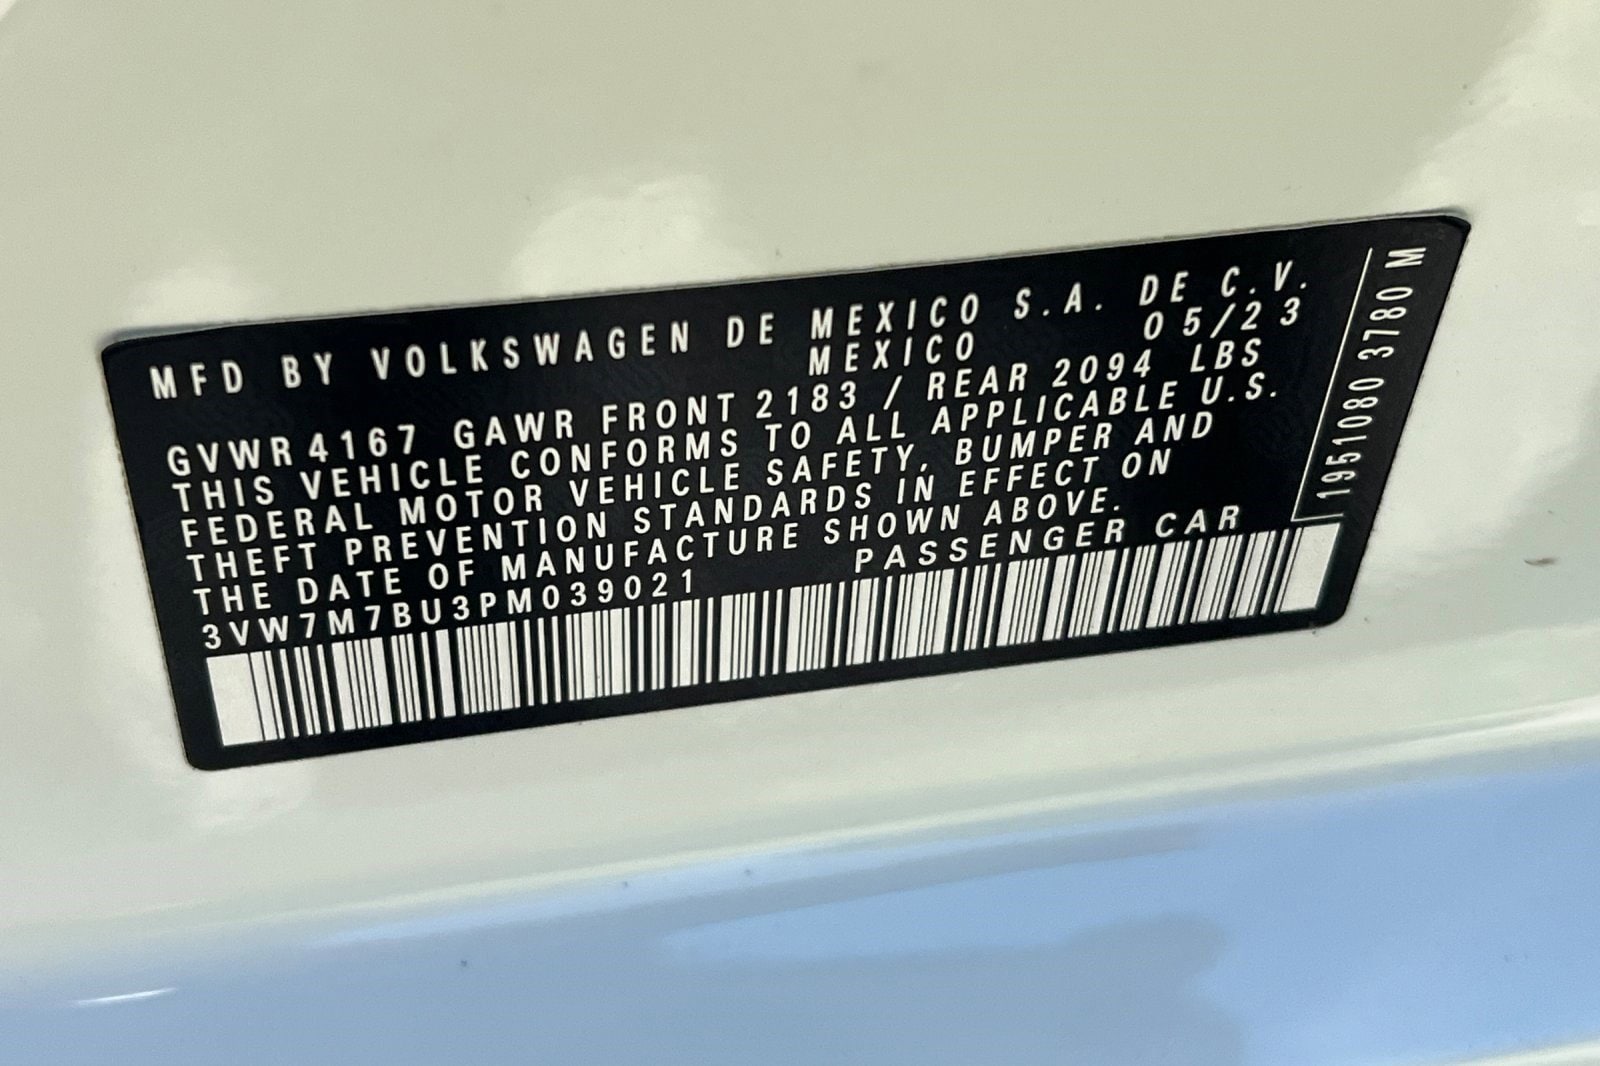 MFD BY VOLKSWAGEN DE MEXICO S.A. DE C.V.
MEXICO 05/23
GVWR 4167 GAWR FRONT 2183 / REAR 2094 LBS
THIS VEHICLE CONFORMS TO ALL APPLICABLE U.S.
FEDERAL MOTOR VEHICLE SAFETY, BUMPER AND
THEFT PREVENTION STANDARDS IN EFFECT ON
THE DATE OF MANUFACTURE SHOWN ABOVE.
3VW7M7BU3PM039021 PASSENGER CAR
1951080 3780 M